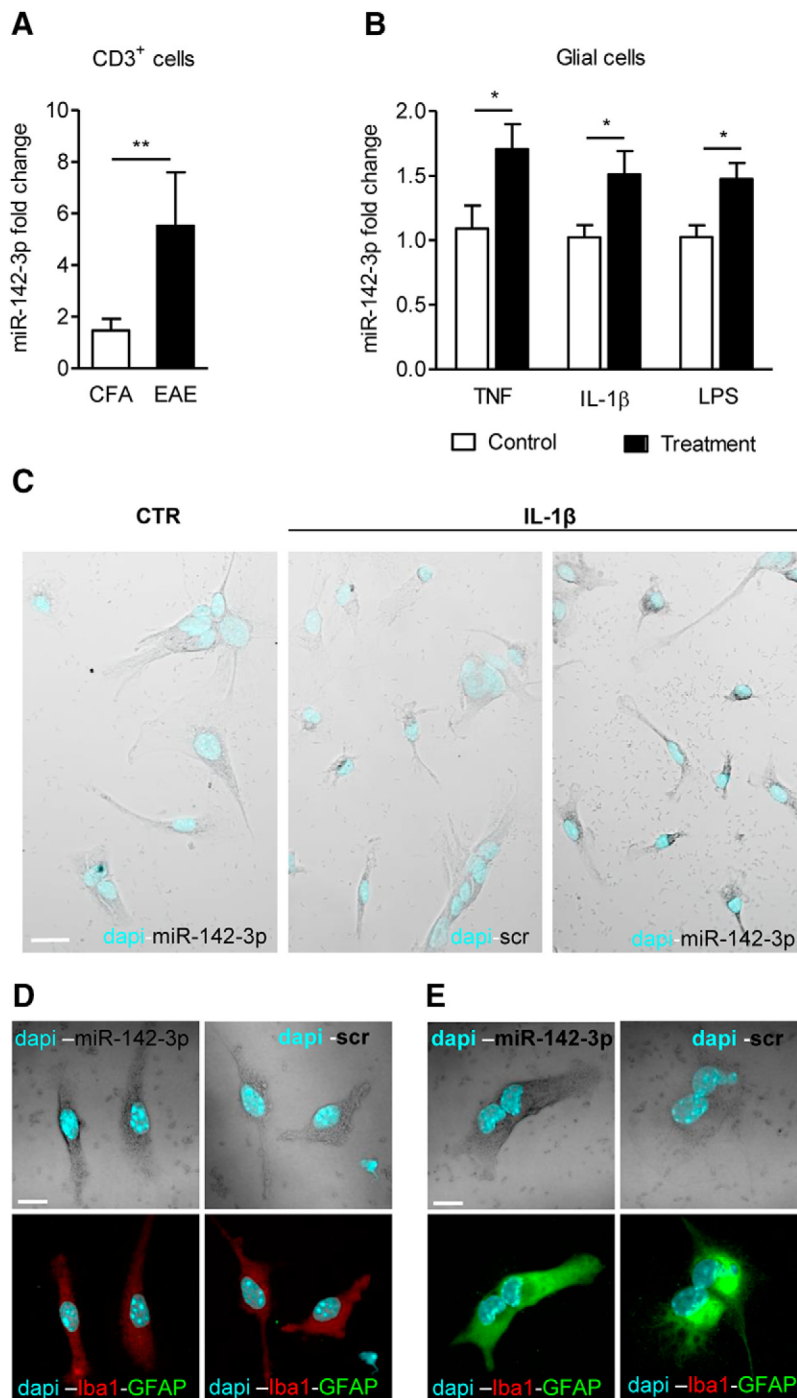 A
CD3+ cells
miR-142-3p fold change
10
8
6
4
2
0
**
CFA EAE
B
Glial cells
miR-142-3p fold change
2.0
1.5
1.0
0.5
0.0
* * *
TNF IL-1β LPS
Control Treatment
C
CTR IL-1β
dapi-miR-142-3p dapi-scr dapi-miR-142-3p
D
dapi –miR-142-3p dapi -scr
dapi –Iba1-GFAP dapi –Iba1-GFAP
E
dapi –miR-142-3p dapi -scr
dapi –Iba1-GFAP dapi –Iba1-GFAP